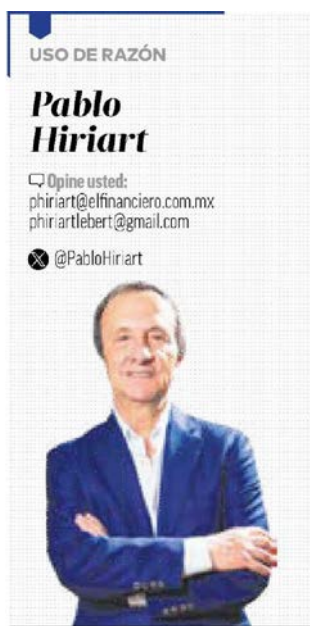 USO DE RAZÓN
Pablo
Hiriart
Opine usted:
phiriart@elfinanciero.com.mx
phiriartlebert@gmail.com
@PabloHiriart